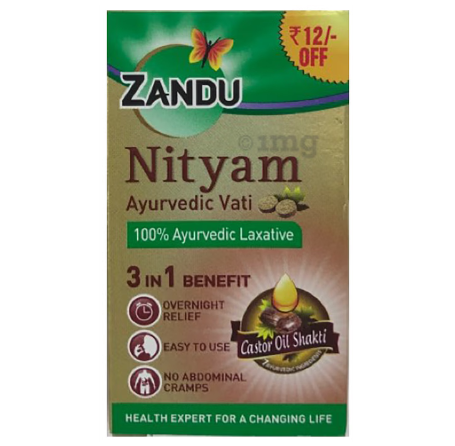 ₹12/-
OFF
ZANDU
©1mg
Nityam
Ayurvedic Vati
100% Ayurvedic Laxative
3 IN 1 BENEFIT
OVERNIGHT
RELIEF
EASY TO USE
NO ABDOMINAL
CRAMPS
Castor Oil Shakti
HEALTH EXPERT FOR A CHANGING LIFE